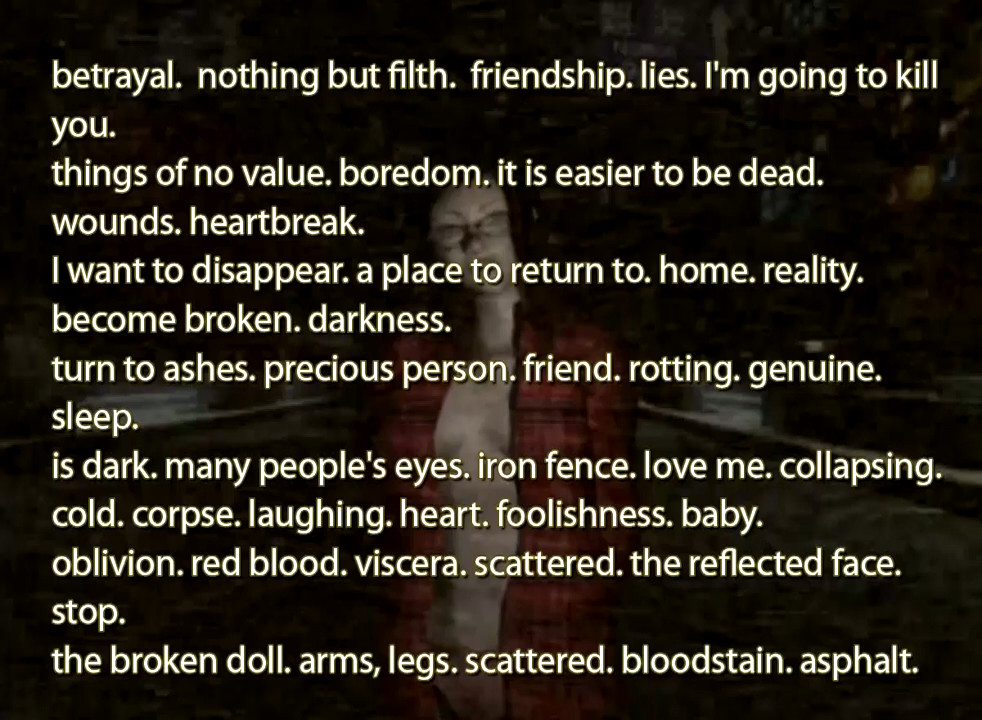 betrayal.  nothing but filth.  friendship. lies. I'm going to kill
you.
things of no value. boredom. it is easier to be dead.
wounds. heartbreak.
I want to disappear. a place to return to. home. reality.
become broken. darkness.
turn to ashes. precious person. friend. rotting. genuine.
sleep.
is dark. many people's eyes. iron fence. love me. collapsing.
cold. corpse. laughing. heart. foolishness. baby.
oblivion. red blood. viscera. scattered. the reflected face.
stop.
the broken doll. arms, legs. scattered. bloodstain. asphalt.